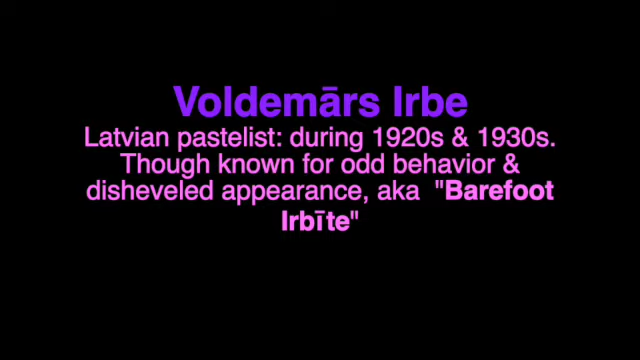 Voldemārs Irbe
Latvian pastelist: during 1920s & 1930s.
Though known for odd behavior &
disheveled appearance, aka "Barefoot
Irbīte"